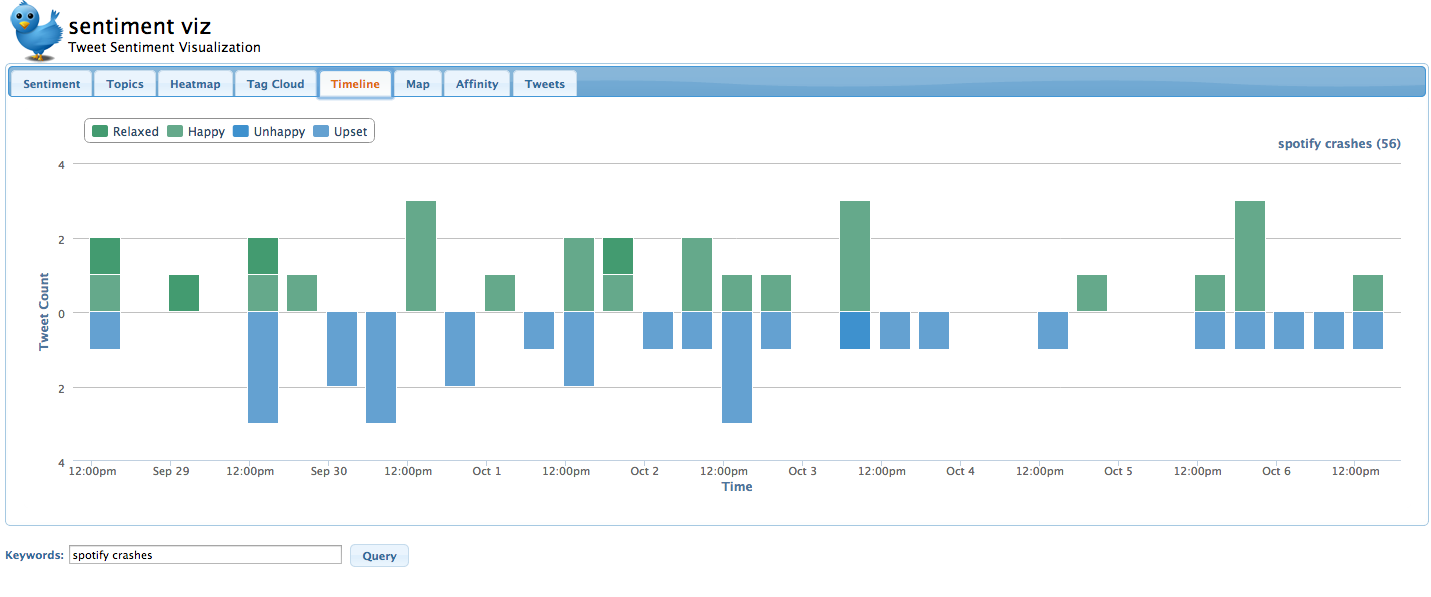 sentiment viz
Tweet Sentiment Visualization
Sentiment Topics Heatmap Tag Cloud Timeline Map Affinity Tweets
Relaxed Happy Unhappy Upset
spotify crashes (56)
4
2
0
2
4
Tweet Count
12:00pm Sep 29 12:00pm Sep 30 12:00pm Oct 1 12:00pm Oct 2 12:00pm Oct 3 12:00pm Oct 4 12:00pm Oct 5 12:00pm Oct 6 12:00pm
Time
Keywords: spotify crashes Query